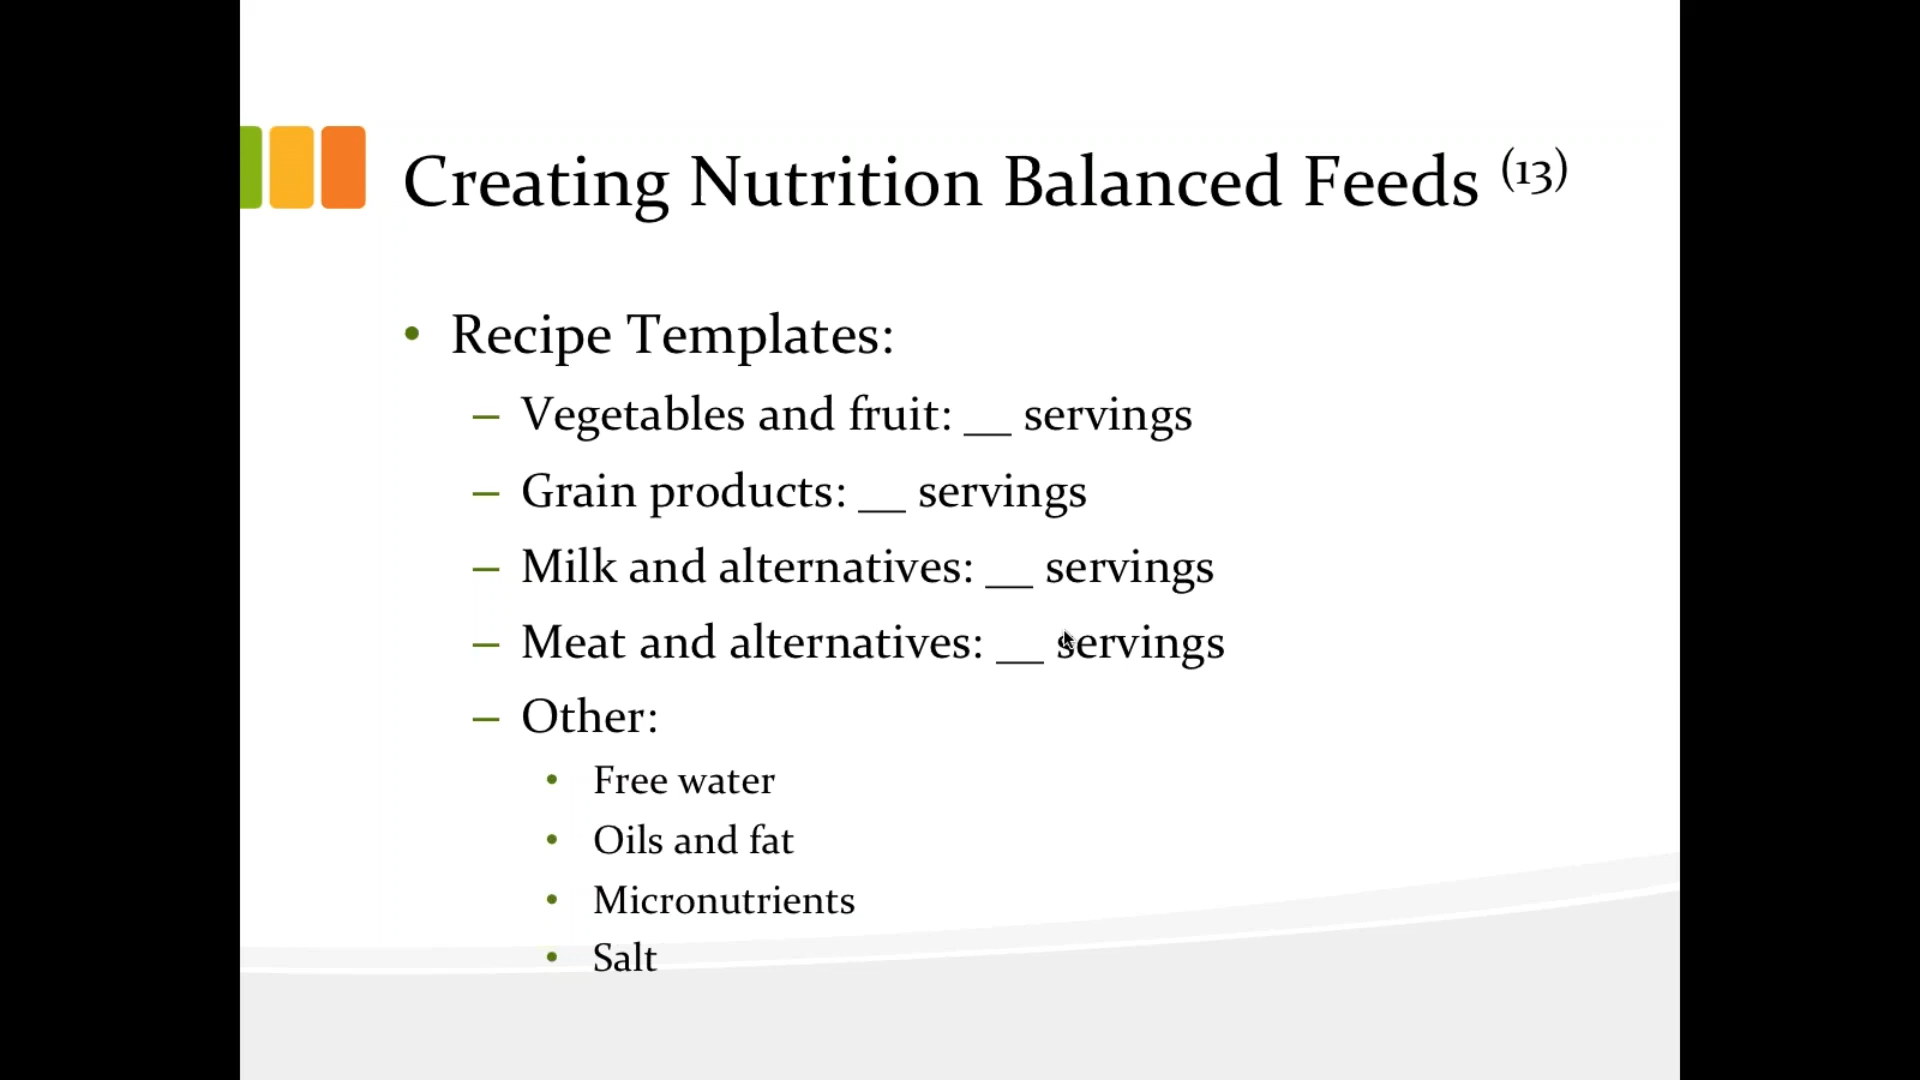 Creating Nutrition Balanced Feeds (13)
• Recipe Templates:
– Vegetables and fruit: __ servings
– Grain products: __ servings
– Milk and alternatives: __ servings
– Meat and alternatives: __ servings
– Other:
• Free water
• Oils and fat
• Micronutrients
• Salt